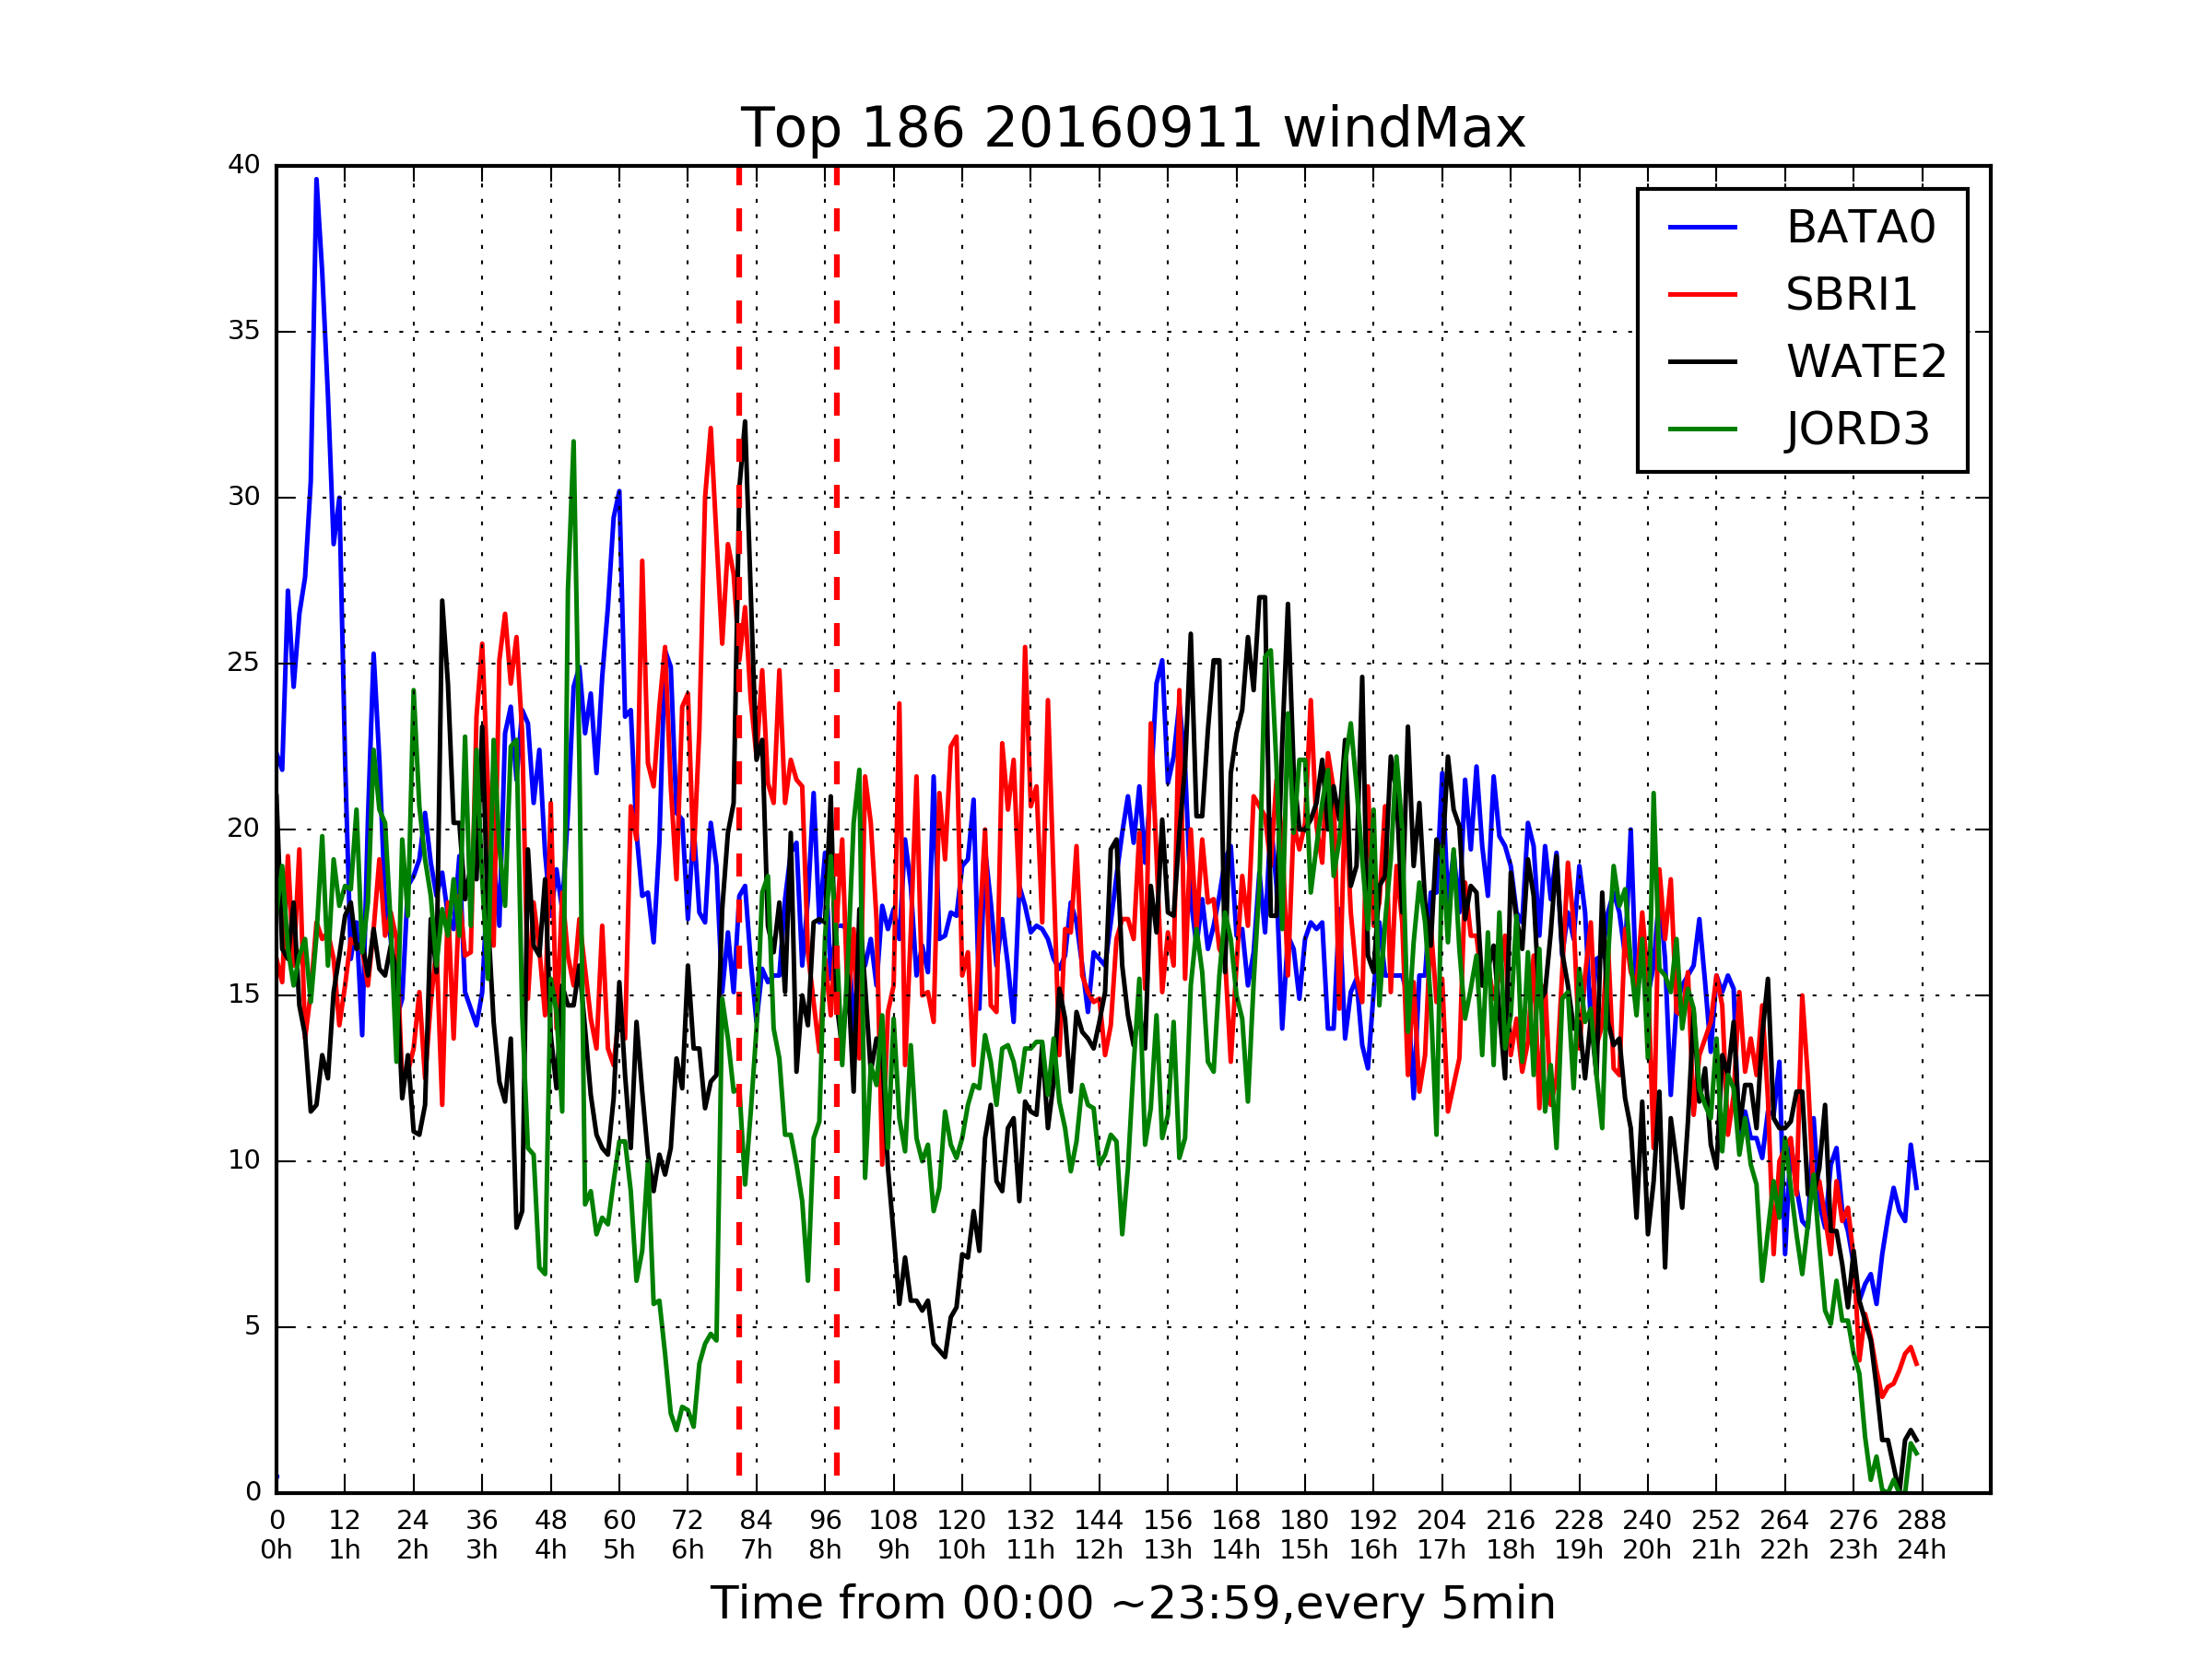 Top 186 20160911 windMax
40
35
30
25
20
15
10
5
0
BATA0
SBRI1
WATE2
JORD3
0 12 24 36 48 60 72 84 96 108 120 132 144 156 168 180 192 204 216 228 240 252 264 276 288
0h 1h 2h 3h 4h 5h 6h 7h 8h 9h 10h 11h 12h 13h 14h 15h 16h 17h 18h 19h 20h 21h 22h 23h 24h
Time from 00:00 ~23:59,every 5min